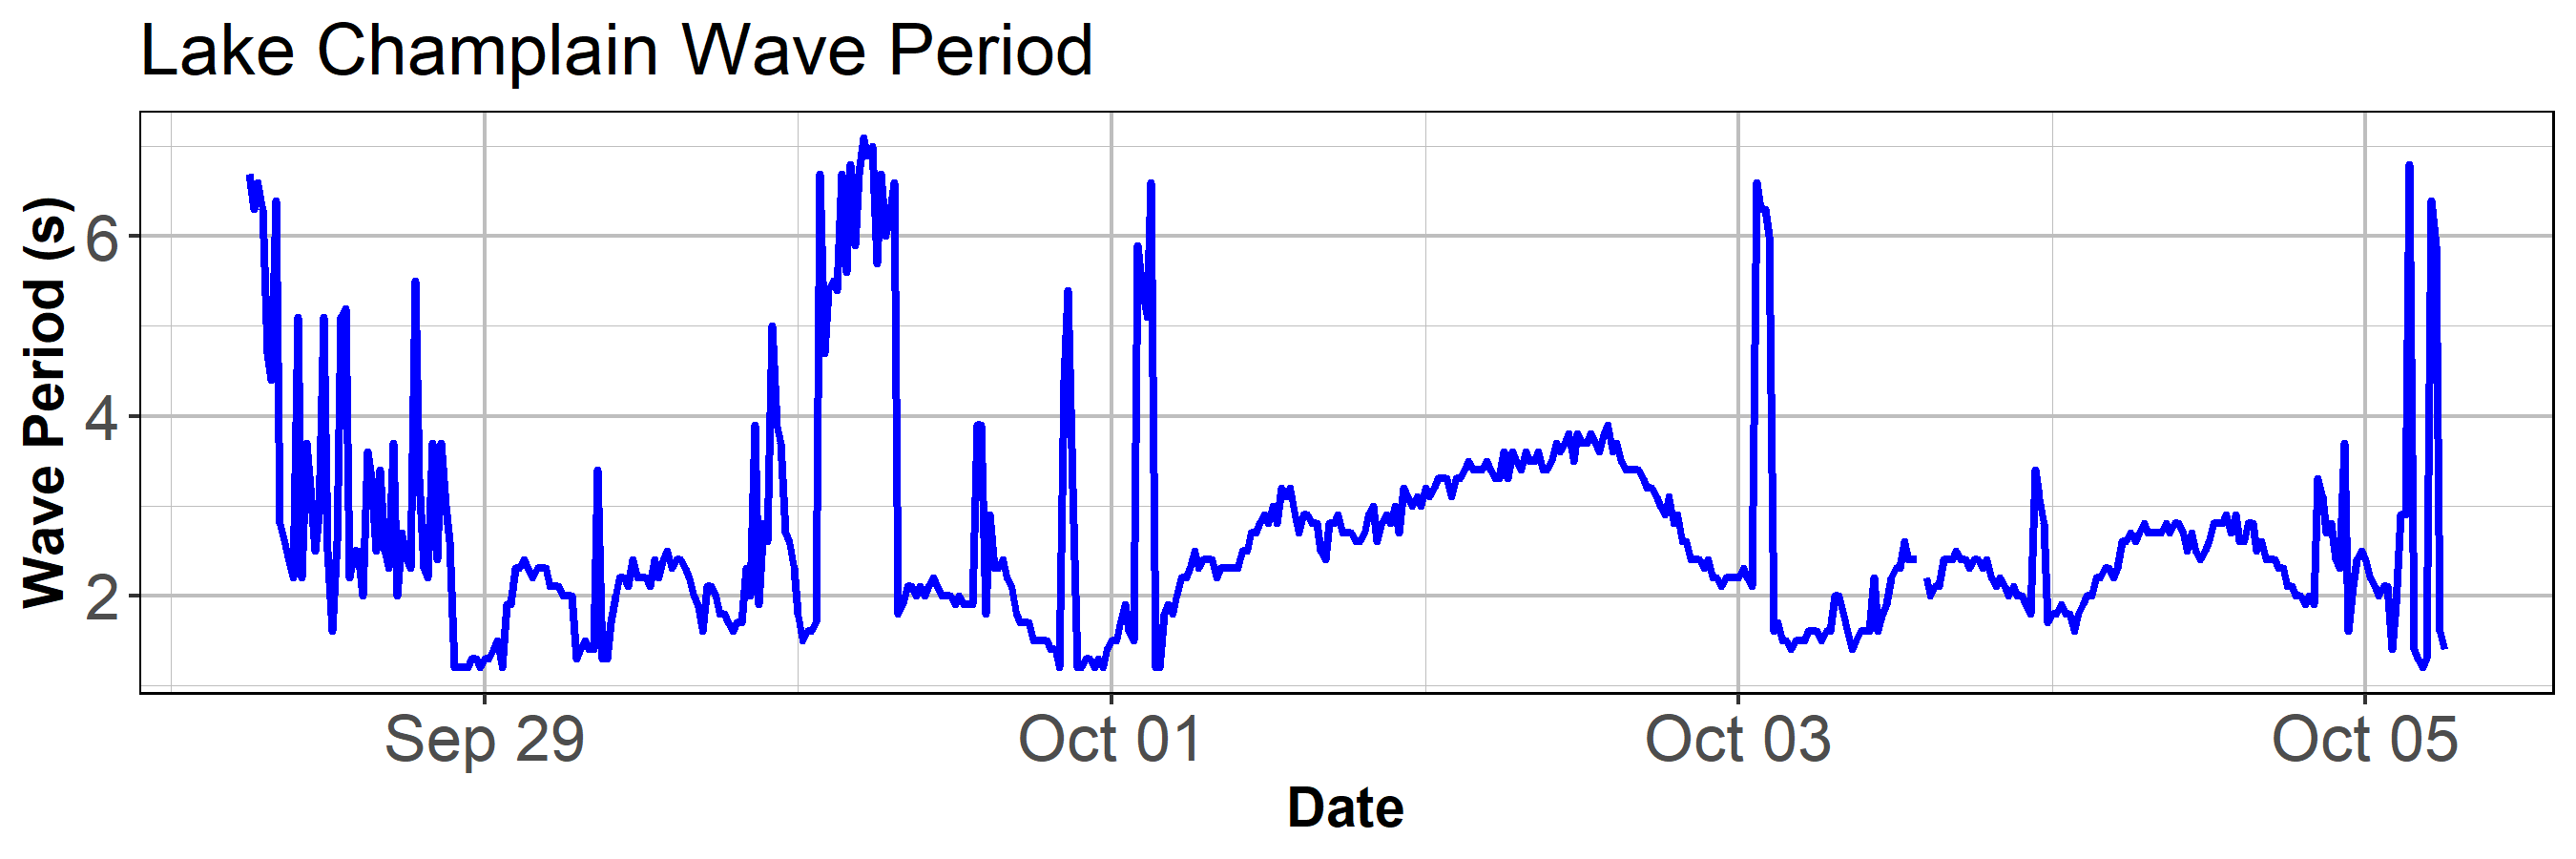 Lake Champlain Wave Period
Wave Period (s)
6
4
2
Sep 29 Oct 01 Oct 03 Oct 05
Date